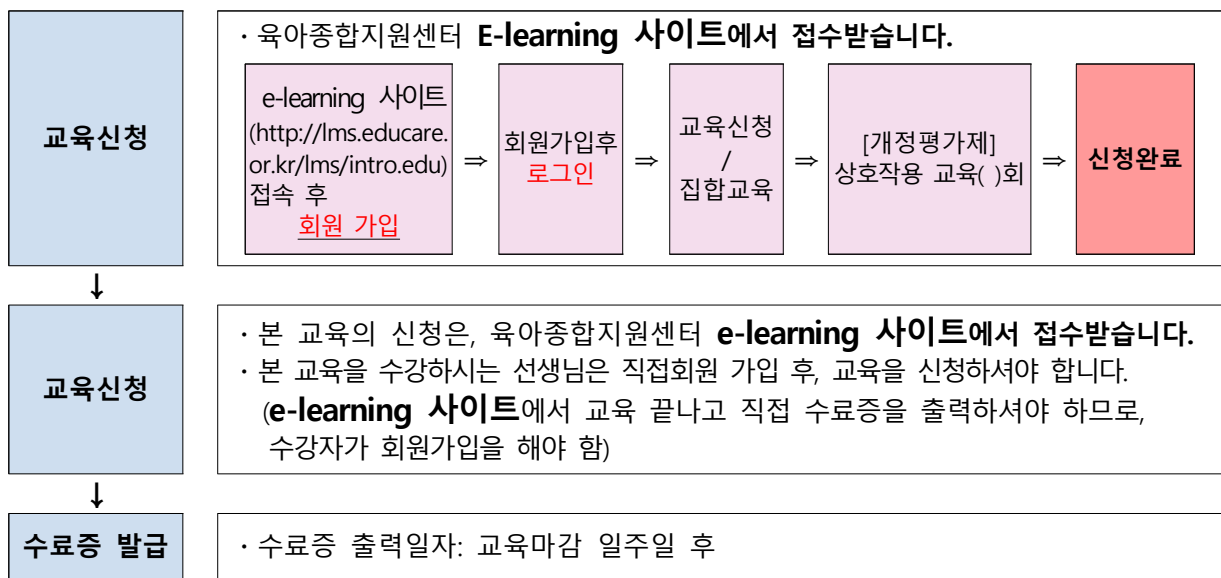 교육신청
· 육아종합지원센터 E-learning 사이트에서 접수받습니다.
e-learning 사이트
(http://lms.educare.
or.kr/lms/intro.edu)
접속 후
회원 가입
⇒
회원가입후
로그인
⇒
교육신청
/
집합교육
⇒
[개정평가제]
상호작용 교육( )회
⇒
신청완료
↓
교육신청
· 본 교육의 신청은, 육아종합지원센터 e-learning 사이트에서 접수받습니다.
· 본 교육을 수강하시는 선생님은 직접회원 가입 후, 교육을 신청하셔야 합니다.
(e-learning 사이트에서 교육 끝나고 직접 수료증을 출력하셔야 하므로,
수강자가 회원가입을 해야 함)
↓
수료증 발급
· 수료증 출력일자: 교육마감 일주일 후